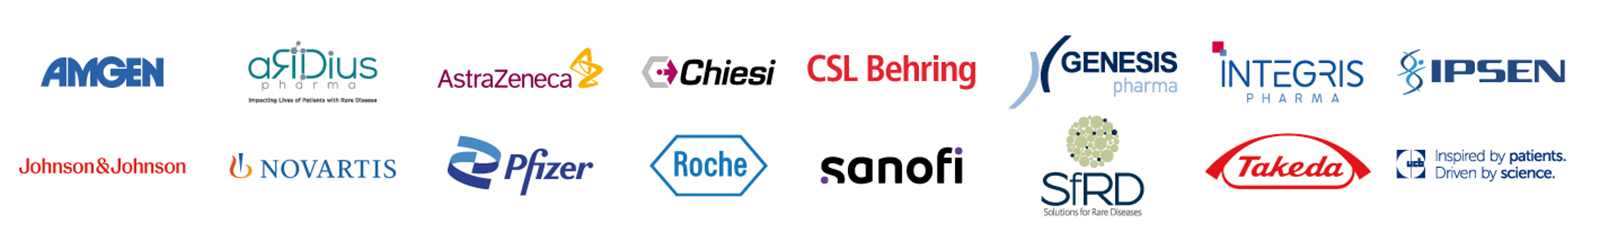 AMGEN
aRiDius
pharma
Impacting Lives of Patients with Rare Disease
AstraZeneca
Chiesi
CSL Behring
GENESIS
pharma
INTEGRIS
PHARMA
IPSEN
Johnson&Johnson
NOVARTIS
Pfizer
Roche
sanofi
SfRD
Solutions for Rare Diseases
Takeda
ucb
Inspired by patients.
Driven by science.